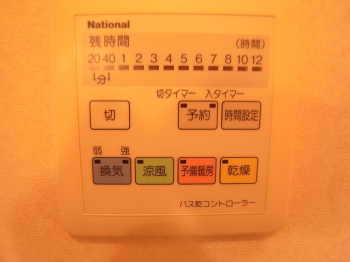 National
残時間 (時間)
20 40 1 2 3 4 5 6 7 8 10 12
(分)
切タイマー 入タイマー
切 予約 時間設定
弱 強
換気 涼風 予備暖房 乾燥
バス乾コントローラー